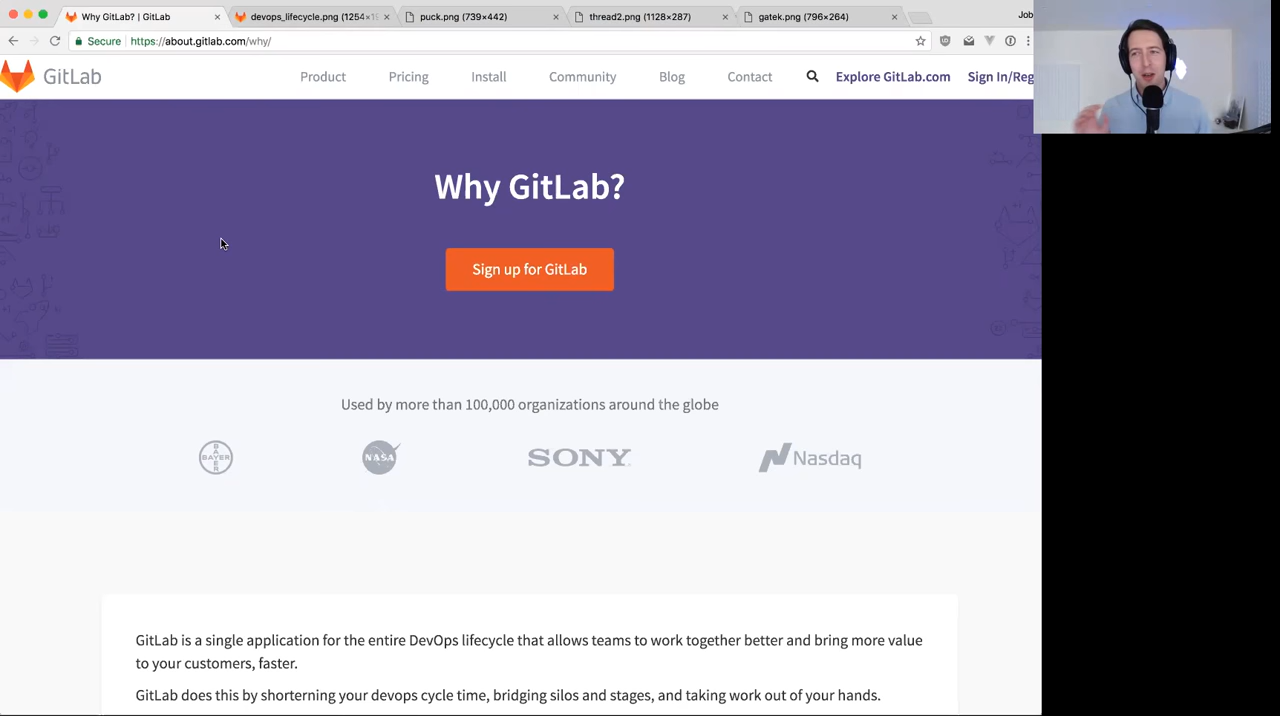 Why GitLab? | GitLab
devops_lifecycle.png (1254×1
puck.png (739×442)
thread2.png (1128×287)
gatek.png (796×264)
Job
Secure https://about.gitlab.com/why/
GitLab
Product
Pricing
Install
Community
Blog
Contact
Explore GitLab.com
Sign In/Reg
Why GitLab?
Sign up for GitLab
Used by more than 100,000 organizations around the globe
BAYER
NASA
SONY
Nasdaq
GitLab is a single application for the entire DevOps lifecycle that allows teams to work together better and bring more value
to your customers, faster.
GitLab does this by shorterning your devops cycle time, bridging silos and stages, and taking work out of your hands.